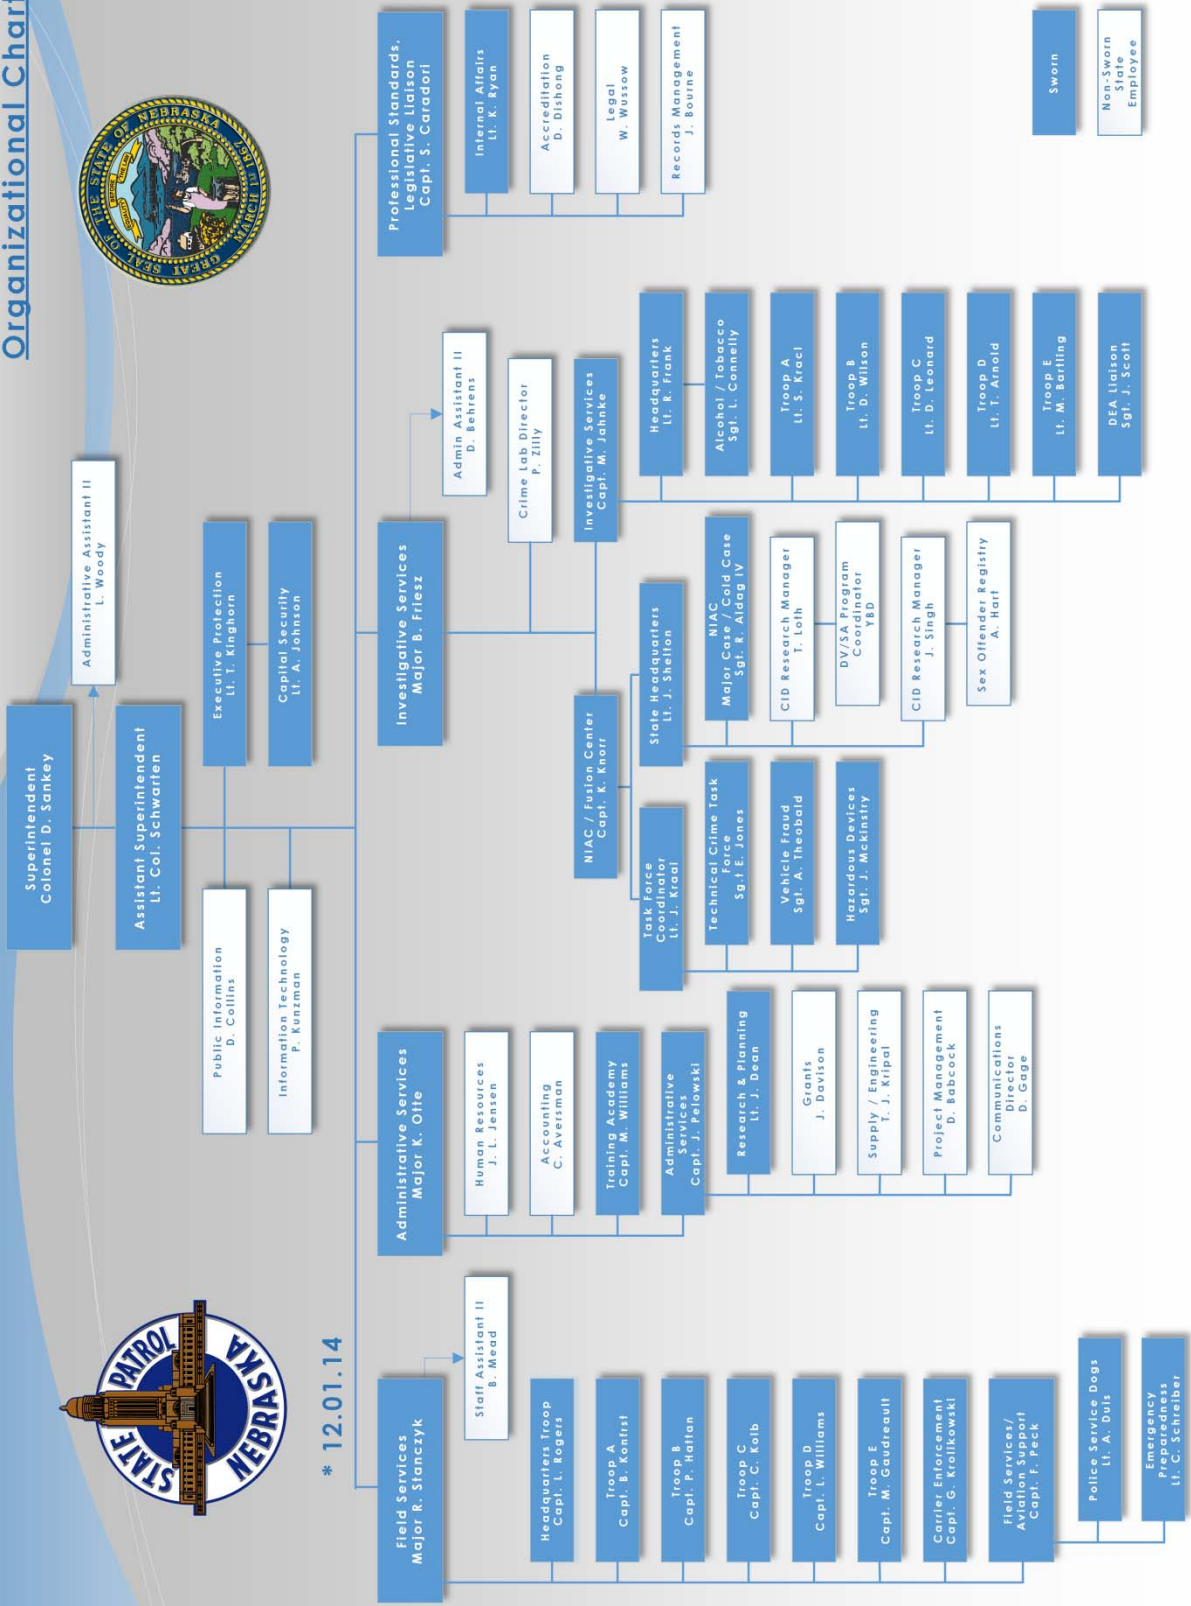 Organizational Chart
STATE PATROL
NEBRASKA
GREAT SEAL OF THE STATE OF NEBRASKA
MARCH 1ST 1867
EQUALITY BEFORE THE LAW
* 12.01.14
Superintendent
Colonel D. Sankey
Administrative Assistant II
L. Woody
Assistant Superintendent
Lt. Col. Schwarten
Public Information
D. Collins
Executive Protection
Lt. T. Kinghorn
Information Technology
P. Kunzman
Capital Security
Lt. A. Johnson
Field Services
Major R. Stanczyk
Staff Assistant II
B. Mead
Headquarters Troop
Capt. L. Rogers
Troop A
Capt. B. Konfrst
Troop B
Capt. P. Hattan
Troop C
Capt. C. Kolb
Troop D
Capt. L. Williams
Troop E
Capt. M. Gaudreault
Carrier Enforcement
Capt. G. Krolikowski
Field Services/
Aviation Support
Capt. F. Peck
Police Service Dogs
Lt. A. Duis
Emergency
Preparedness
Lt. C. Schreiber
Administrative Services
Major K. Otte
Human Resources
J. L. Jensen
Accounting
C. Aversman
Training Academy
Capt. M. Williams
Administrative
Services
Capt. J. Pelowski
Research & Planning
Lt. J. Dean
Grants
J. Davison
Supply / Engineering
T. J. Kripal
Project Management
D. Babcock
Communications
Director
D. Gage
Investigative Services
Major B. Friesz
Admin Assistant II
D. Behrens
Crime Lab Director
P. Zilly
NIAC / Fusion Center
Capt. K. Knorr
Task Force
Coordinator
Lt. J. Kraal
Technical Crime Task
Force
Sg.t E. Jones
Vehicle Fraud
Sgt. A. Theobald
Hazardous Devices
Sgt. J. Mckinstry
State Headquarters
Lt. J. Shelton
NIAC
Major Case / Cold Case
Sgt. R. Aldag IV
CID Research Manager
T. Loth
DV/SA Program
Coordinator
YBD
CID Research Manager
J. Singh
Sex Offender Registry
A. Hart
Investigative Services
Capt. M. Jahnke
Headquarters
Lt. R. Frank
Alcohol / Tobacco
Sgt. L. Connelly
Troop A
Lt. S. Kracl
Troop B
Lt. D. Wilson
Troop C
Lt. D. Leonard
Troop D
Lt. T. Arnold
Troop E
Lt. M. Bartling
DEA Liaison
Sgt. J. Scott
Professional Standards,
Legislative Liaison
Capt. S. Caradori
Internal Affairs
Lt. K. Ryan
Accreditation
D. Dishong
Legal
W. Wussow
Records Management
J. Bourne
Sworn
Non-Sworn
State
Employee